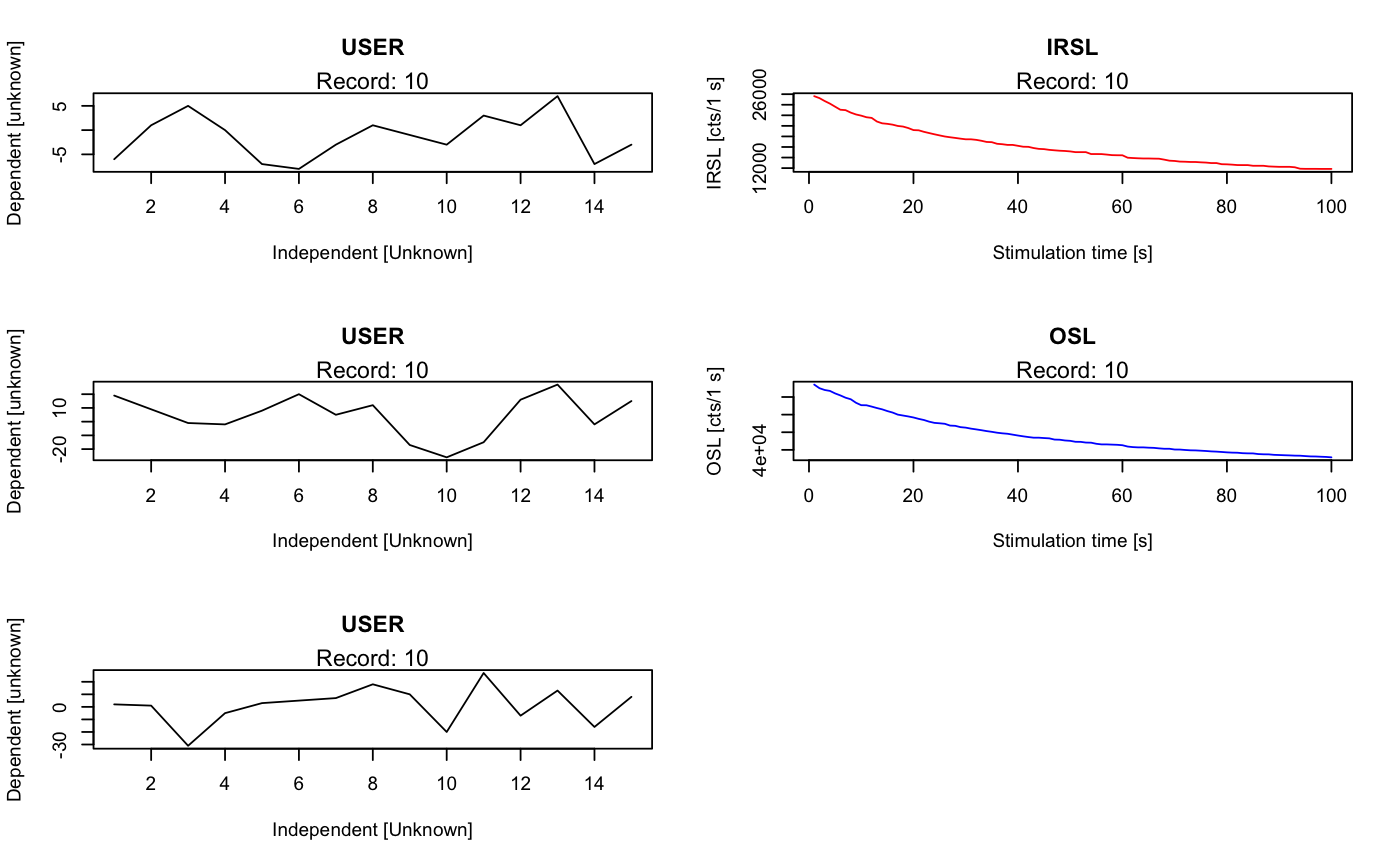 USER
Record: 10
Dependent [unknown]
5
-5
2 4 6 8 10 12 14
Independent [Unknown]
IRSL
Record: 10
IRSL [cts/1 s]
26000
12000
0 20 40 60 80 100
Stimulation time [s]
USER
Record: 10
Dependent [unknown]
10
-20
2 4 6 8 10 12 14
Independent [Unknown]
OSL
Record: 10
OSL [cts/1 s]
4e+04
0 20 40 60 80 100
Stimulation time [s]
USER
Record: 10
Dependent [unknown]
0
-30
2 4 6 8 10 12 14
Independent [Unknown]